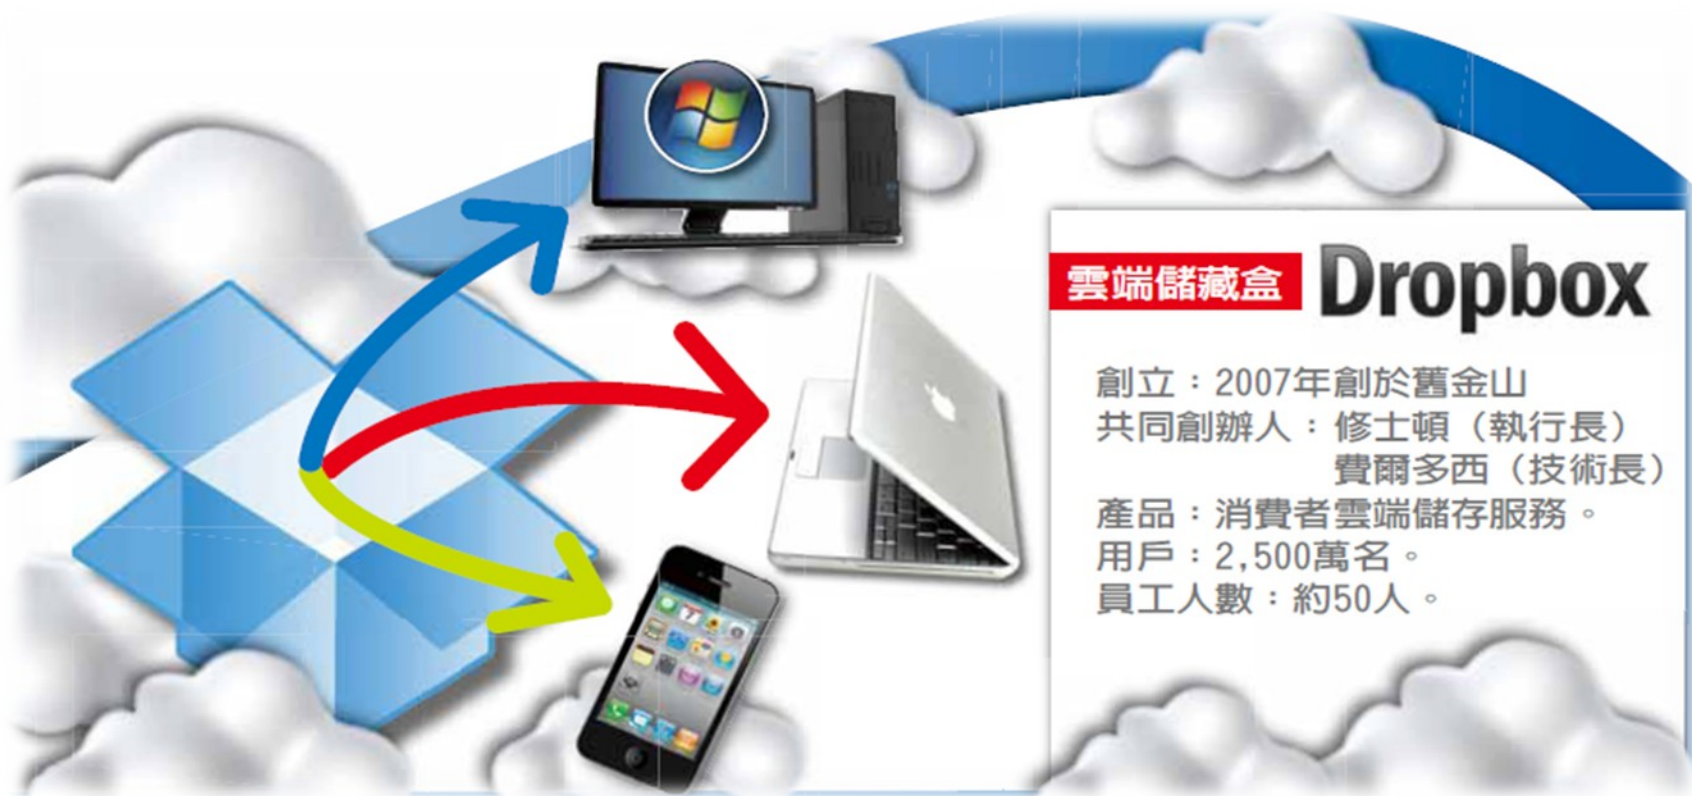 雲端儲藏盒 Dropbox
創立：2007年創於舊金山
共同創辦人：修士頓（執行長）
費爾多西（技術長）
產品：消費者雲端儲存服務。
用戶：2,500萬名。
員工人數：約50人。